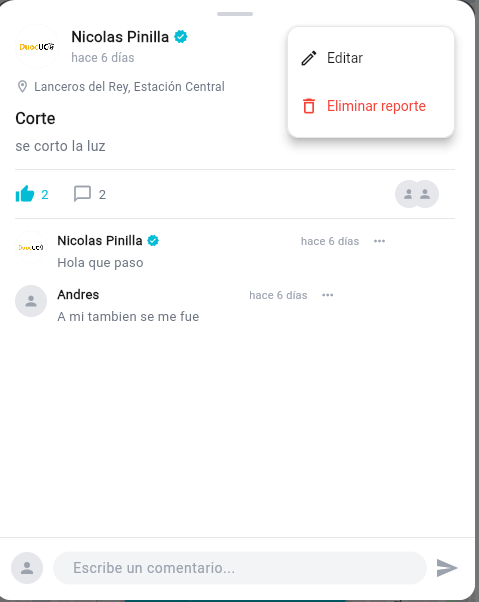 DuocUC
Nicolas Pinilla
hace 6 días
Lanceros del Rey, Estación Central
Editar
Eliminar reporte
Corte
se corto la luz
2
2
DuocUC
Nicolas Pinilla
hace 6 días
Hola que paso
Andres
hace 6 días
A mi tambien se me fue
Escribe un comentario...